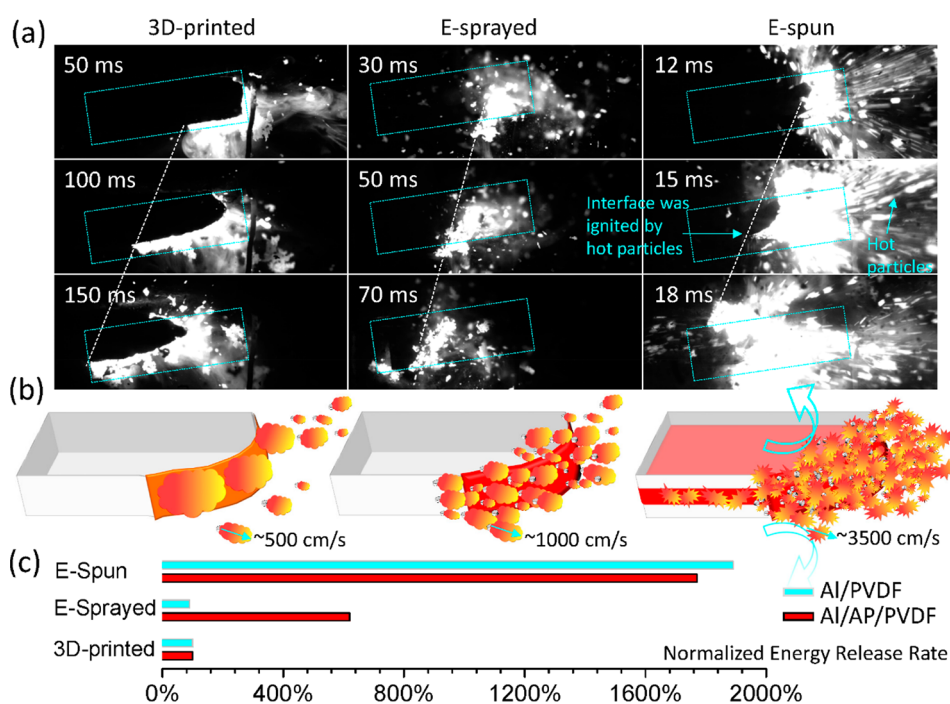 (a)
3D-printed
E-sprayed
E-spun
50 ms
30 ms
12 ms
100 ms
50 ms
15 ms
Interface was
ignited by
hot particles
Hot
particles
150 ms
70 ms
18 ms
(b)
~500 cm/s
~1000 cm/s
~3500 cm/s
(c)
E-Spun
E-Sprayed
3D-printed
Al/PVDF
Al/AP/PVDF
Normalized Energy Release Rate
0%
400%
800%
1200%
1600%
2000%